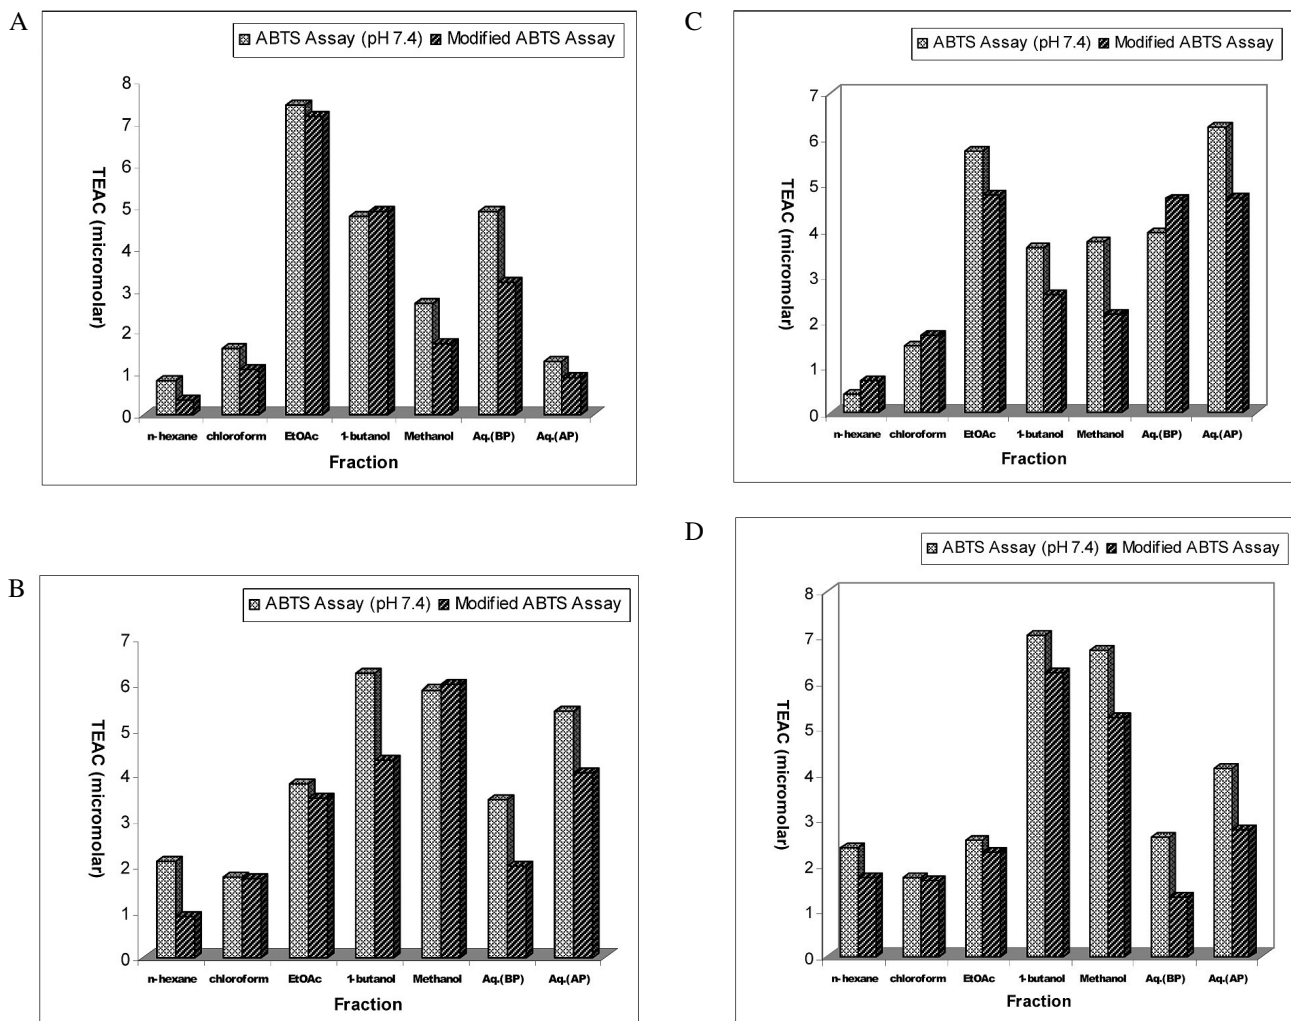 A
ABTS Assay (pH 7.4) Modified ABTS Assay
TEAC (micromolar)
8
7
6
5
4
3
2
1
0
n-hexane chloroform EtOAc 1-butanol Methanol Aq.(BP) Aq.(AP)
Fraction
B
ABTS Assay (pH 7.4) Modified ABTS Assay
TEAC (micromolar)
7
6
5
4
3
2
1
0
n-hexane chloroform EtOAc 1-butanol Methanol Aq.(BP) Aq.(AP)
Fraction
C
ABTS Assay (pH 7.4) Modified ABTS Assay
TEAC (micromolar)
7
6
5
4
3
2
1
0
n-hexane chloroform EtOAc 1-butanol Methanol Aq.(BP) Aq.(AP)
Fraction
D
ABTS Assay (pH 7.4) Modified ABTS Assay
TEAC (micromolar)
8
7
6
5
4
3
2
1
0
n-hexane chloroform EtOAc 1-butanol Methanol Aq.(BP) Aq.(AP)
Fraction